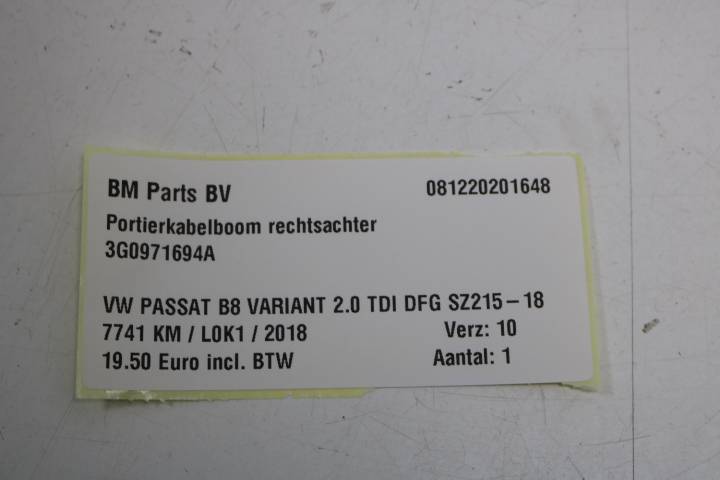 BM Parts BV 081220201648
Portierkabelboom rechtsachter
3G0971694A
VW PASSAT B8 VARIANT 2.0 TDI DFG SZ215-18
7741 KM / L0K1 / 2018 Verz: 10
19.50 Euro incl. BTW Aantal: 1